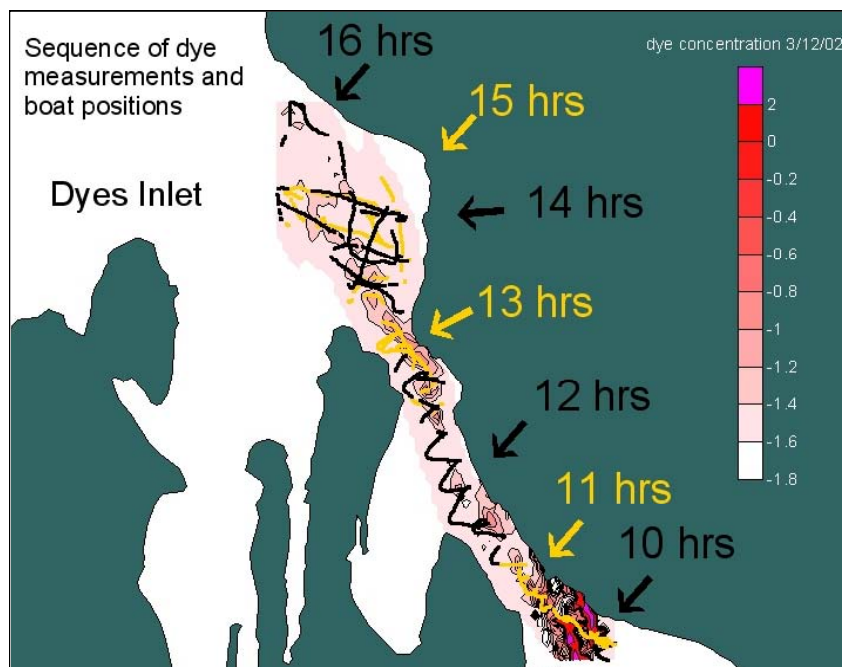 Sequence of dye
measurements and
boat positions
16 hrs
dye concentration 3/12/02
15 hrs
Dyes Inlet
14 hrs
13 hrs
12 hrs
11 hrs
10 hrs
2
0
-0.2
-0.4
-0.6
-0.8
-1
-1.2
-1.4
-1.6
-1.8